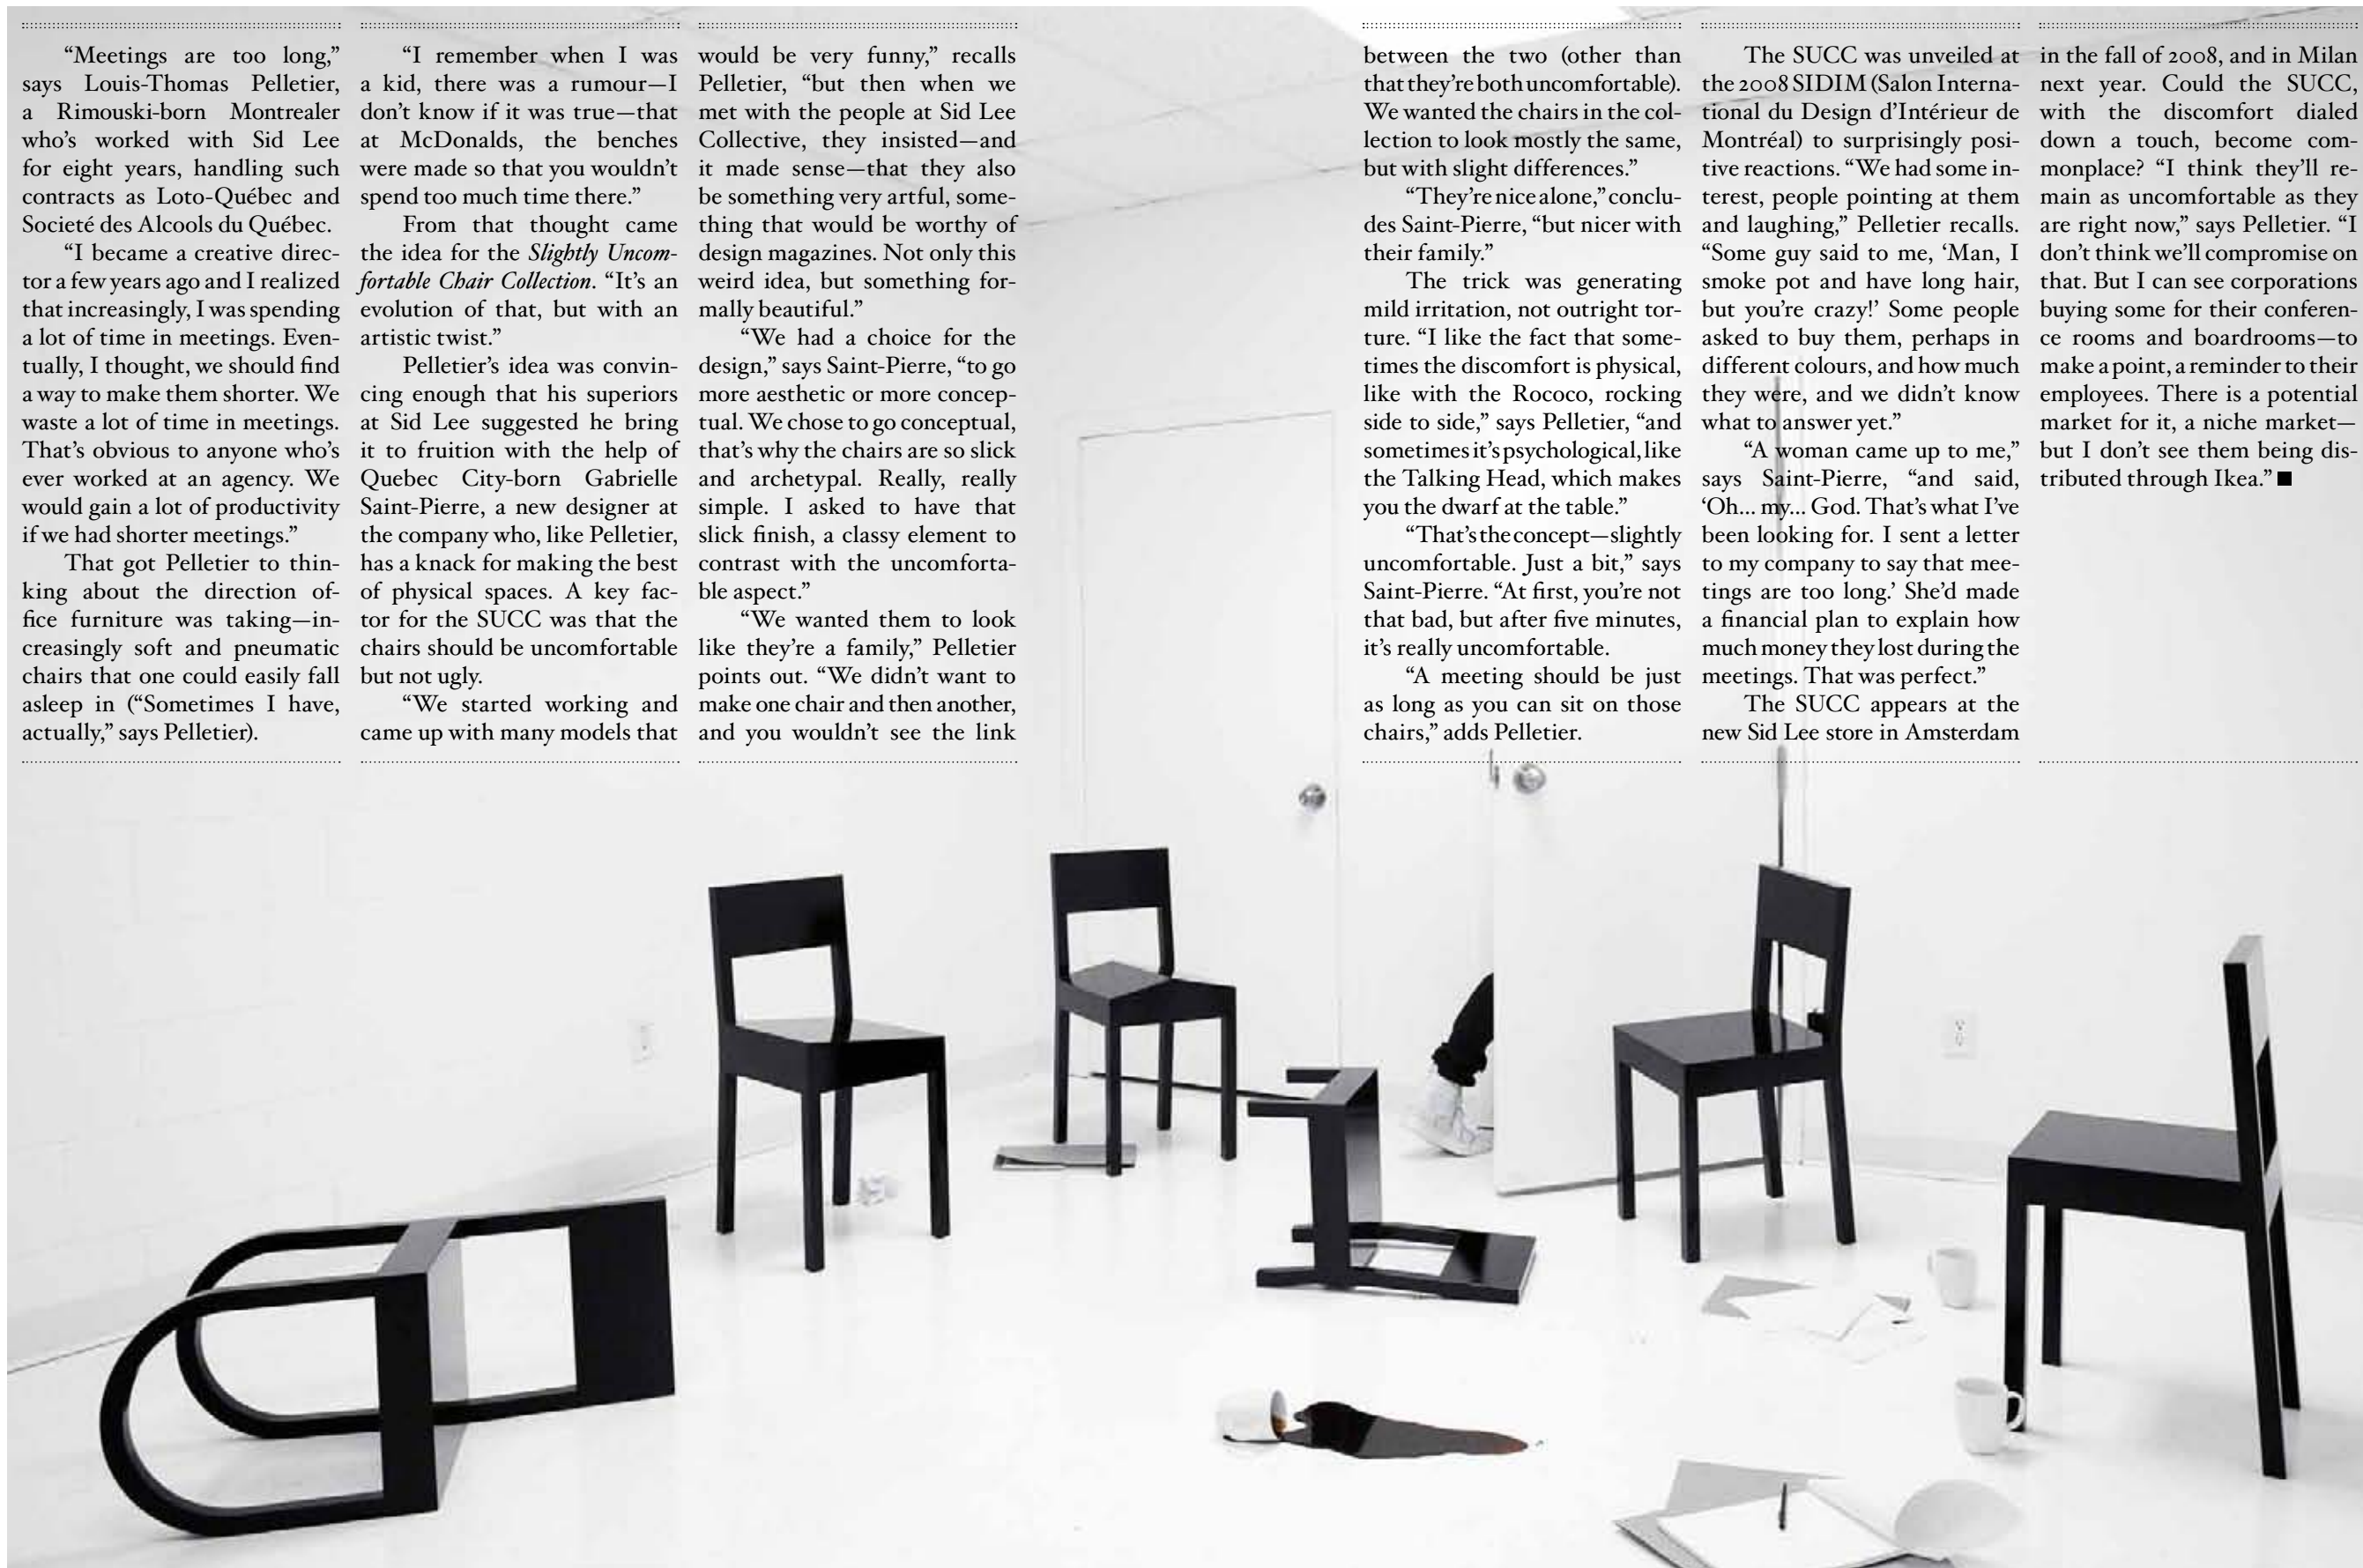 “Meetings are too long,”
says Louis-Thomas Pelletier,
a Rimouski-born Montrealer
who’s worked with Sid Lee
for eight years, handling such
contracts as Loto-Québec and
Societé des Alcools du Québec.
“I became a creative direc-
tor a few years ago and I realized
that increasingly, I was spending
a lot of time in meetings. Even-
tually, I thought, we should find
a way to make them shorter. We
waste a lot of time in meetings.
That’s obvious to anyone who’s
ever worked at an agency. We
would gain a lot of productivity
if we had shorter meetings.”
That got Pelletier to thin-
king about the direction of-
fice furniture was taking—in-
creasingly soft and pneumatic
chairs that one could easily fall
asleep in (“Sometimes I have,
actually,” says Pelletier).
“I remember when I was
a kid, there was a rumour—I
don’t know if it was true—that
at McDonalds, the benches
were made so that you wouldn’t
spend too much time there.”
From that thought came
the idea for the Slightly Uncom-
fortable Chair Collection. “It’s an
evolution of that, but with an
artistic twist.”
Pelletier’s idea was convin-
cing enough that his superiors
at Sid Lee suggested he bring
it to fruition with the help of
Quebec City-born Gabrielle
Saint-Pierre, a new designer at
the company who, like Pelletier,
has a knack for making the best
of physical spaces. A key fac-
tor for the SUCC was that the
chairs should be uncomfortable
but not ugly.
“We started working and
came up with many models that
would be very funny,” recalls
Pelletier, “but then when we
met with the people at Sid Lee
Collective, they insisted—and
it made sense—that they also
be something very artful, some-
thing that would be worthy of
design magazines. Not only this
weird idea, but something for-
mally beautiful.”
“We had a choice for the
design,” says Saint-Pierre, “to go
more aesthetic or more concep-
tual. We chose to go conceptual,
that’s why the chairs are so slick
and archetypal. Really, really
simple. I asked to have that
slick finish, a classy element to
contrast with the uncomforta-
ble aspect.”
“We wanted them to look
like they’re a family,” Pelletier
points out. “We didn’t want to
make one chair and then another,
and you wouldn’t see the link
between the two (other than
that they’re both uncomfortable).
We wanted the chairs in the col-
lection to look mostly the same,
but with slight differences.”
“They’re nice alone,” conclu-
des Saint-Pierre, “but nicer with
their family.”
The trick was generating
mild irritation, not outright tor-
ture. “I like the fact that some-
times the discomfort is physical,
like with the Rococo, rocking
side to side,” says Pelletier, “and
sometimes it’s psychological, like
the Talking Head, which makes
you the dwarf at the table.”
“That’s the concept—slightly
uncomfortable. Just a bit,” says
Saint-Pierre. “At first, you’re not
that bad, but after five minutes,
it’s really uncomfortable.
“A meeting should be just
as long as you can sit on those
chairs,” adds Pelletier.
The SUCC was unveiled at
the 2008 SIDIM (Salon Interna-
tional du Design d’Intérieur de
Montréal) to surprisingly posi-
tive reactions. “We had some in-
terest, people pointing at them
and laughing,” Pelletier recalls.
“Some guy said to me, ‘Man, I
smoke pot and have long hair,
but you’re crazy!’ Some people
asked to buy them, perhaps in
different colours, and how much
they were, and we didn’t know
what to answer yet.”
“A woman came up to me,”
says Saint-Pierre, “and said,
‘Oh... my... God. That’s what I’ve
been looking for. I sent a letter
to my company to say that mee-
tings are too long.’ She’d made
a financial plan to explain how
much money they lost during the
meetings. That was perfect.”
The SUCC appears at the
new Sid Lee store in Amsterdam
in the fall of 2008, and in Milan
next year. Could the SUCC,
with the discomfort dialed
down a touch, become com-
monplace? “I think they’ll re-
main as uncomfortable as they
are right now,” says Pelletier. “I
don’t think we’ll compromise on
that. But I can see corporations
buying some for their conferen-
ce rooms and boardrooms—to
make a point, a reminder to their
employees. There is a potential
market for it, a niche market—
but I don’t see them being dis-
tributed through Ikea.” ■